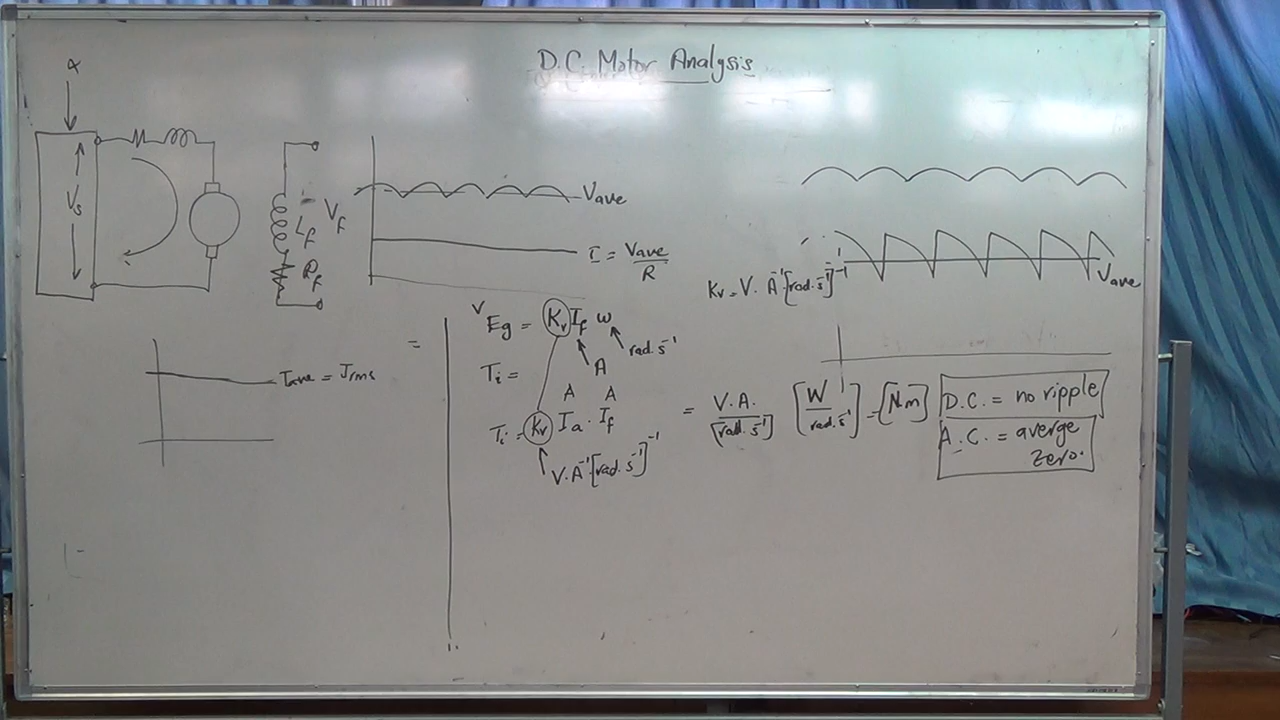 D.C. Motor Analysis
α
Vs
Lf
Vf
Rf
Vave
I = Vave/R
Vave
Kv = V. A⁻¹[rad.s⁻¹]⁻¹
V
Eg = Kv If ω
rad.s⁻¹
A
Ti =
A A
Ti = Kv Ia . If
V.A⁻¹[rad.s⁻¹]⁻¹
= V.A./[rad.s⁻¹] [W/rad.s⁻¹] = [Nm]
D.C. = no ripple
A.C. = averge
zero.
Iave = Irms
=